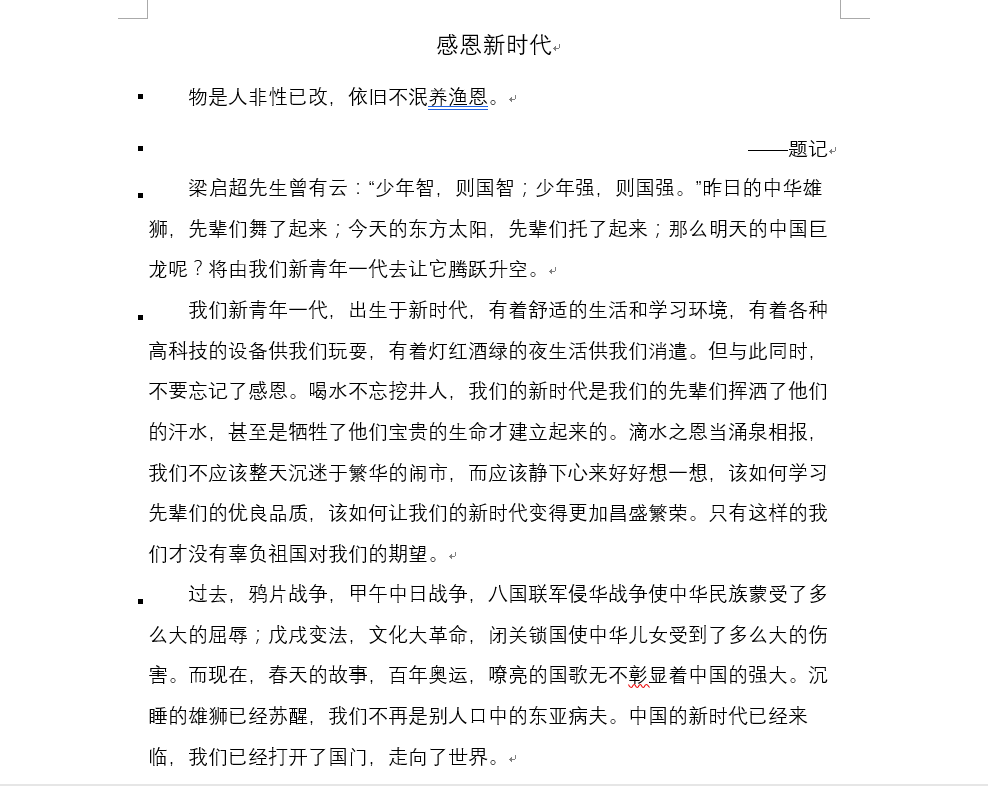 感恩新时代
物是人非性已改，依旧不泯养渔恩。
——题记
梁启超先生曾有云：“少年智，则国智；少年强，则国强。”昨日的中华雄
狮，先辈们舞了起来；今天的东方太阳，先辈们托了起来；那么明天的中国巨
龙呢？将由我们新青年一代去让它腾跃升空。
我们新青年一代，出生于新时代，有着舒适的生活和学习环境，有着各种
高科技的设备供我们玩耍，有着灯红酒绿的夜生活供我们消遣。但与此同时，
不要忘记了感恩。喝水不忘挖井人，我们的新时代是我们的先辈们挥洒了他们
的汗水，甚至是牺牲了他们宝贵的生命才建立起来的。滴水之恩当涌泉相报，
我们不应该整天沉迷于繁华的闹市，而应该静下心来好好想一想，该如何学习
先辈们的优良品质，该如何让我们的新时代变得更加昌盛繁荣。只有这样的我
们才没有辜负祖国对我们的期望。
过去，鸦片战争，甲午中日战争，八国联军侵华战争使中华民族蒙受了多
么大的屈辱；戊戌变法，文化大革命，闭关锁国使中华儿女受到了多么大的伤
害。而现在，春天的故事，百年奥运，嘹亮的国歌无不彰显着中国的强大。沉
睡的雄狮已经苏醒，我们不再是别人口中的东亚病夫。中国的新时代已经来
临，我们已经打开了国门，走向了世界。